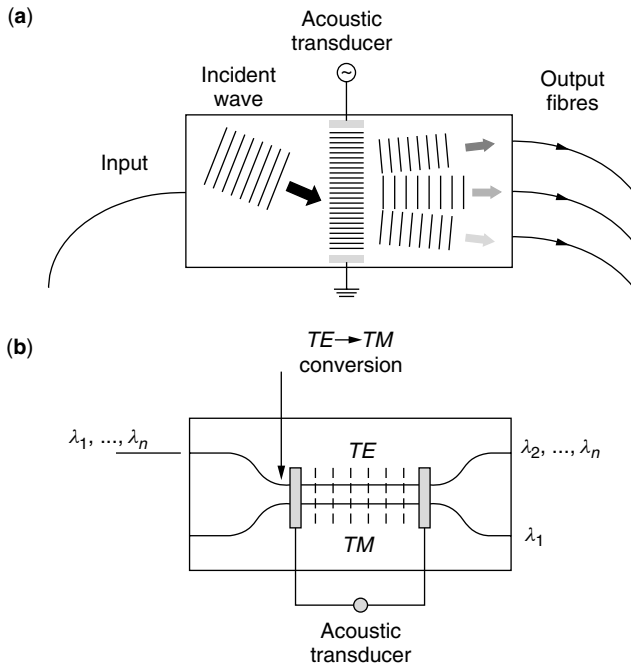 (a)
Acoustic
transducer
Incident
wave
Output
fibres
Input
~
(b)
TE→TM
conversion
λ1, ..., λn
TE
λ2, ..., λn
TM
λ1
Acoustic
transducer